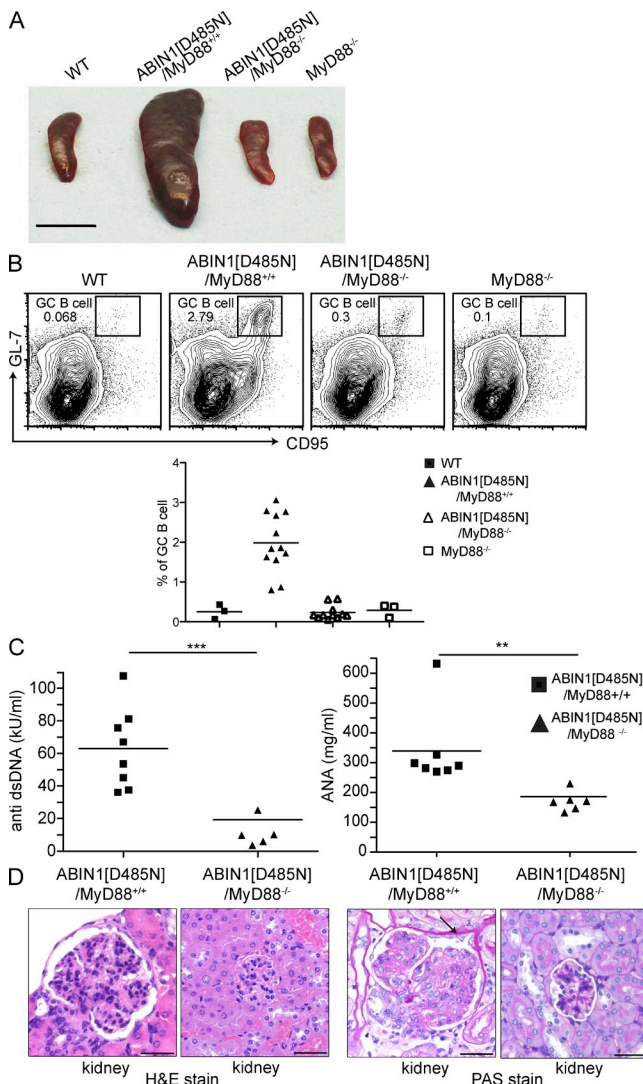 A
WT
ABIN1[D485N]
/MyD88+/+
ABIN1[D485N]
/MyD88-/-
MyD88-/-
B
WT
ABIN1[D485N]
/MyD88+/+
ABIN1[D485N]
/MyD88-/-
MyD88-/-
GC B cell
0.068
GC B cell
2.79
GC B cell
0.3
GC B cell
0.1
GL-7
CD95
% of GC B cell
4
3
2
1
0
WT
ABIN1[D485N]
/MyD88+/+
ABIN1[D485N]
/MyD88-/-
MyD88-/-
C
anti dsDNA (kU/ml)
100
80
60
40
20
0
***
ANA (mg/ml)
600
500
400
300
200
100
0
**
ABIN1[D485N]
/MyD88+/+
ABIN1[D485N]
/MyD88 -/-
D
ABIN1[D485N]
/MyD88+/+
ABIN1[D485N]
/MyD88-/-
ABIN1[D485N]
/MyD88+/+
ABIN1[D485N]
/MyD88-/-
kidney
kidney
kidney
kidney
H&E stain
PAS stain